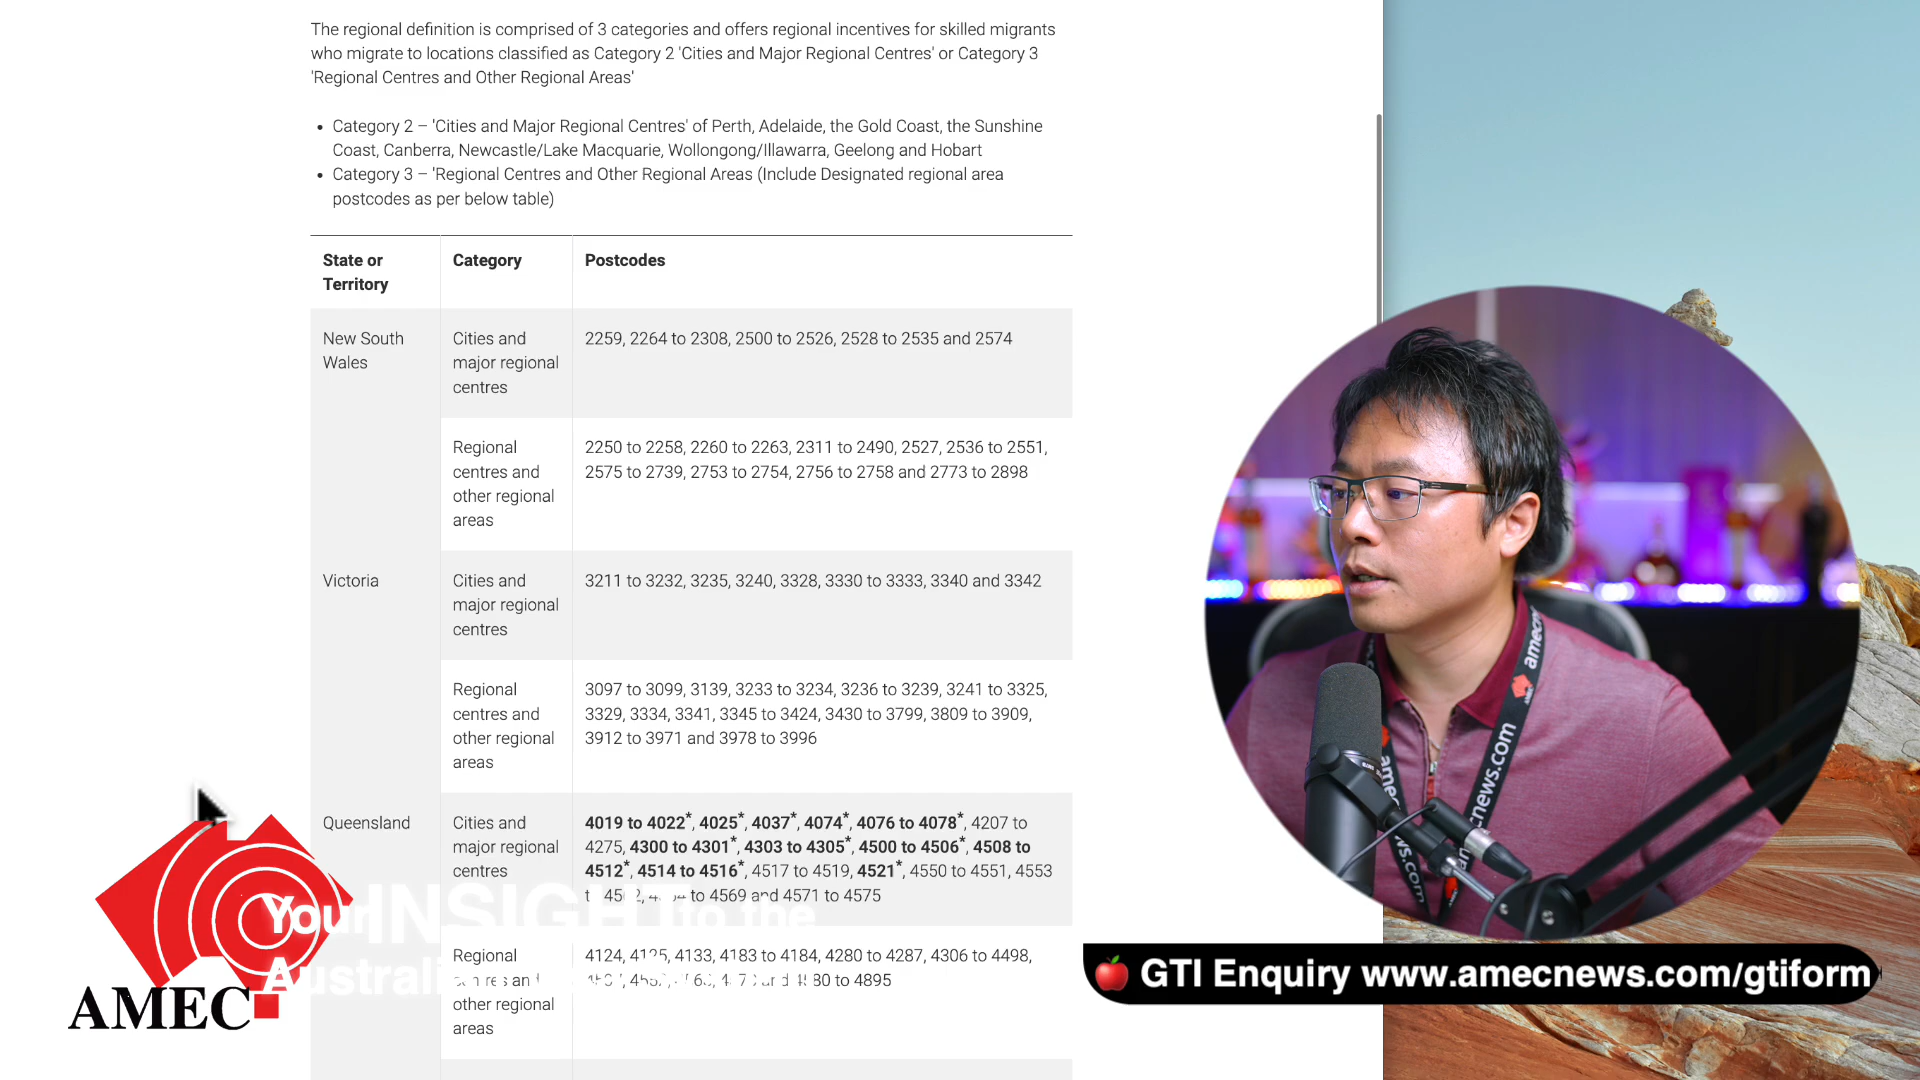 The regional definition is comprised of 3 categories and offers regional incentives for skilled migrants
who migrate to locations classified as Category 2 'Cities and Major Regional Centres' or Category 3
'Regional Centres and Other Regional Areas'
• Category 2 – 'Cities and Major Regional Centres' of Perth, Adelaide, the Gold Coast, the Sunshine
Coast, Canberra, Newcastle/Lake Macquarie, Wollongong/Illawarra, Geelong and Hobart
• Category 3 – 'Regional Centres and Other Regional Areas (Include Designated regional area
postcodes as per below table)
State or
Territory
Category
Postcodes
New South
Wales
Cities and
major regional
centres
2259, 2264 to 2308, 2500 to 2526, 2528 to 2535 and 2574
Regional
centres and
other regional
areas
2250 to 2258, 2260 to 2263, 2311 to 2490, 2527, 2536 to 2551,
2575 to 2739, 2753 to 2754, 2756 to 2758 and 2773 to 2898
Victoria
Cities and
major regional
centres
3211 to 3232, 3235, 3240, 3328, 3330 to 3333, 3340 and 3342
Regional
centres and
other regional
areas
3097 to 3099, 3139, 3233 to 3234, 3236 to 3239, 3241 to 3325,
3329, 3334, 3341, 3345 to 3424, 3430 to 3799, 3809 to 3909,
3912 to 3971 and 3978 to 3996
Queensland
Cities and
major regional
centres
4019 to 4022*, 4025*, 4037*, 4074*, 4076 to 4078*, 4207 to
4275, 4300 to 4301*, 4303 to 4305*, 4500 to 4506*, 4508 to
4512*, 4514 to 4516*, 4517 to 4519, 4521*, 4550 to 4551, 4553
to 4569 and 4571 to 4575
Regional
centres and
other regional
areas
4124, 4125, 4133, 4183 to 4184, 4280 to 4287, 4306 to 4498,
and 4580 to 4895
Your INSIGHT to the
AMEC
GTI Enquiry www.amecnews.com/gtiform
amecnews.com